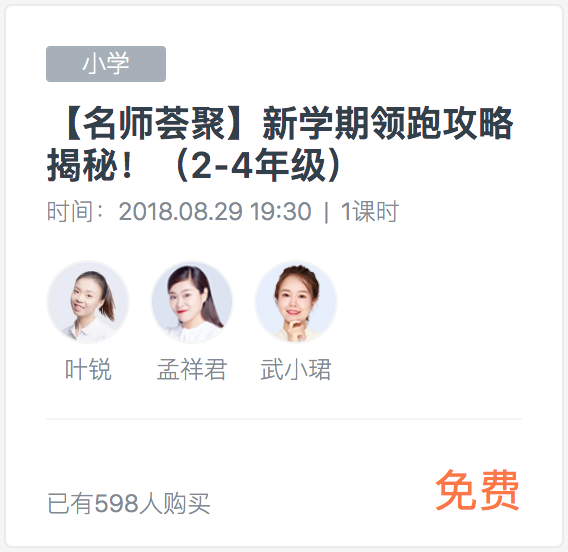 小学
【名师荟聚】新学期领跑攻略
揭秘！（2-4年级）
时间：2018.08.29 19:30 | 1课时
叶锐 孟祥君 武小珺
已有598人购买
免费